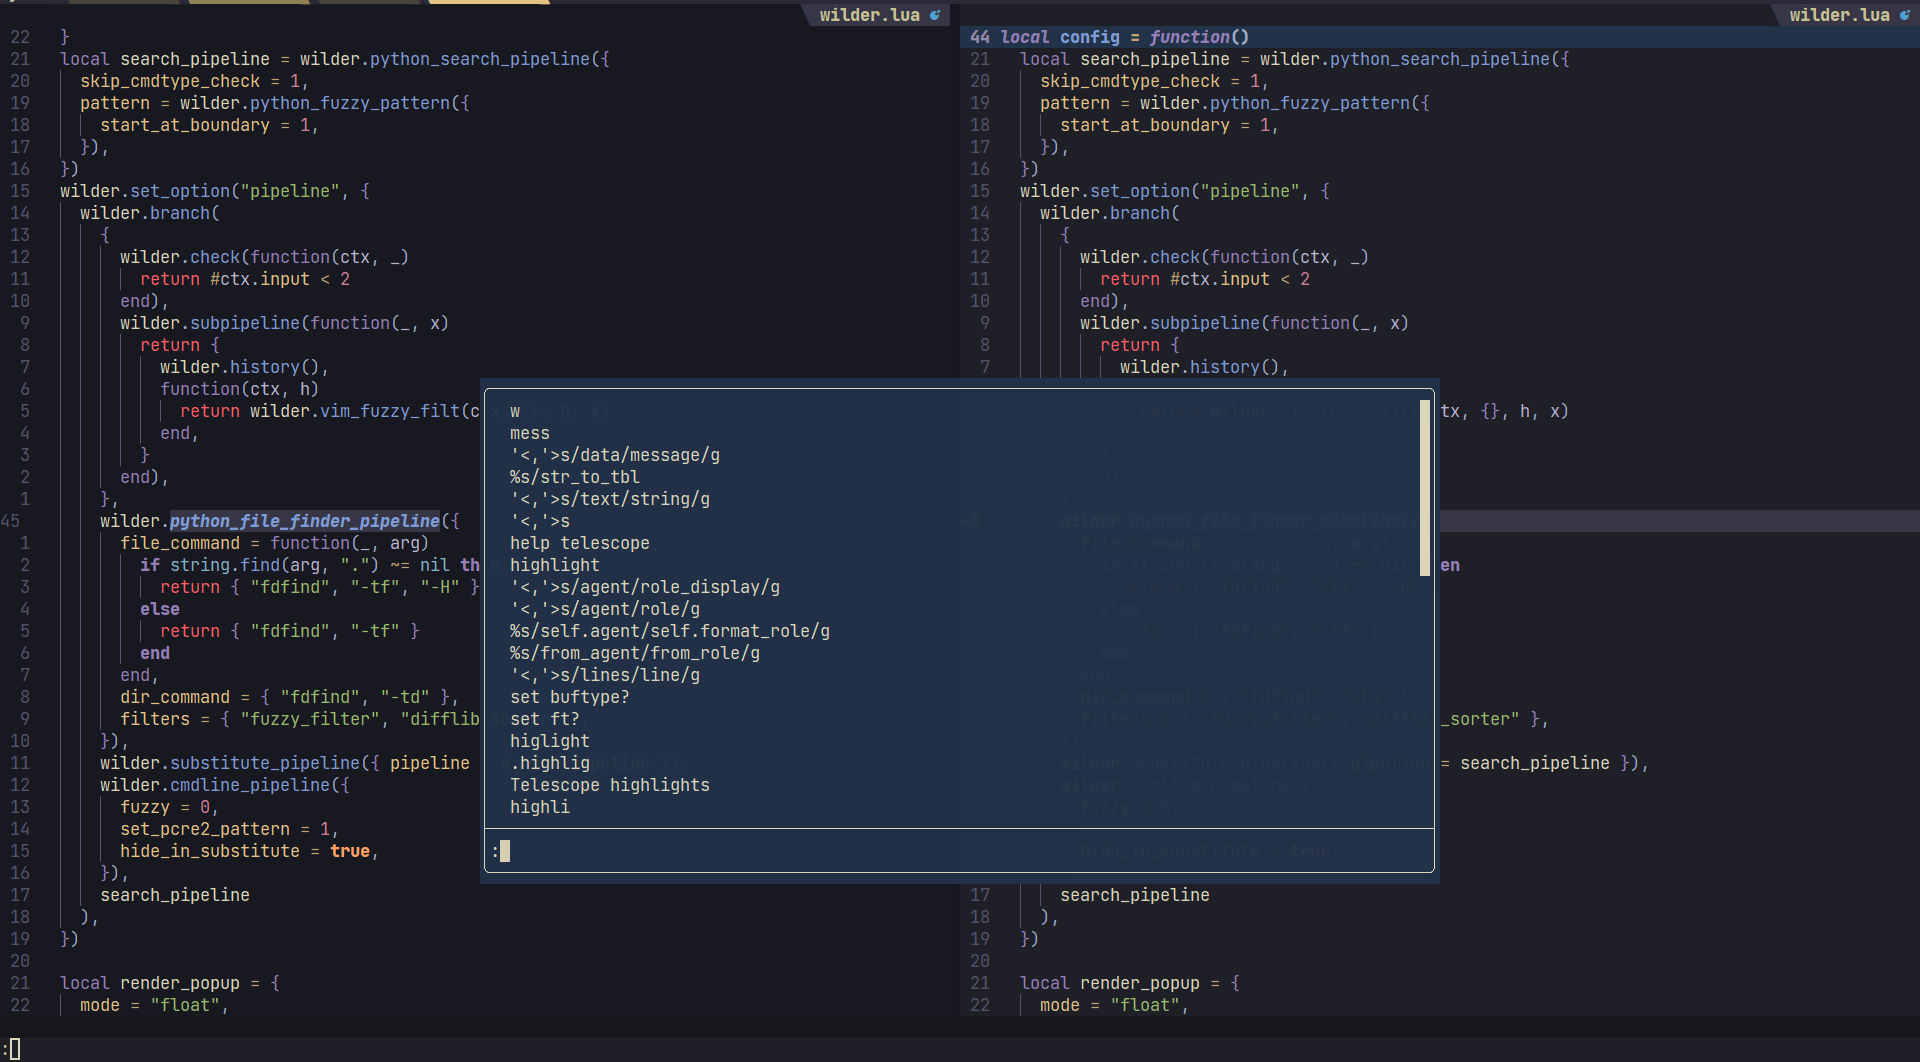 wilder.lua
22 }
21 local search_pipeline = wilder.python_search_pipeline({
20 skip_cmdtype_check = 1,
19 pattern = wilder.python_fuzzy_pattern({
18 start_at_boundary = 1,
17 }),
16 })
15 wilder.set_option("pipeline", {
14 wilder.branch(
13 {
12 wilder.check(function(ctx, _)
11 return #ctx.input < 2
10 end),
9 wilder.subpipeline(function(_, x)
8 return {
7 wilder.history(),
6 function(ctx, h)
5 return wilder.vim_fuzzy_filt(c
4 end,
3 }
2 end),
1 },
45 wilder.python_file_finder_pipeline({
1 file_command = function(_, arg)
2 if string.find(arg, ".") ~= nil th
3 return { "fdfind", "-tf", "-H" }
4 else
5 return { "fdfind", "-tf" }
6 end
7 end,
8 dir_command = { "fdfind", "-td" },
9 filters = { "fuzzy_filter", "difflib
10 }),
11 wilder.substitute_pipeline({ pipeline
12 wilder.cmdline_pipeline({
13 fuzzy = 0,
14 set_pcre2_pattern = 1,
15 hide_in_substitute = true,
16 }),
17 search_pipeline
18 ),
19 })
20
21 local render_popup = {
22 mode = "float",
wilder.lua
44 local config = function()
21 local search_pipeline = wilder.python_search_pipeline({
20 skip_cmdtype_check = 1,
19 pattern = wilder.python_fuzzy_pattern({
18 start_at_boundary = 1,
17 }),
16 })
15 wilder.set_option("pipeline", {
14 wilder.branch(
13 {
12 wilder.check(function(ctx, _)
11 return #ctx.input < 2
10 end),
9 wilder.subpipeline(function(_, x)
8 return {
7 wilder.history(),
tx, {}, h, x)
en
_sorter" },
= search_pipeline }),
17 search_pipeline
18 ),
19 })
20
21 local render_popup = {
22 mode = "float",
w
mess
'<,'>s/data/message/g
%s/str_to_tbl
'<,'>s/text/string/g
'<,'>s
help telescope
highlight
'<,'>s/agent/role_display/g
'<,'>s/agent/role/g
%s/self.agent/self.format_role/g
%s/from_agent/from_role/g
'<,'>s/lines/line/g
set buftype?
set ft?
higlight
.highlig
Telescope highlights
highli
:
: